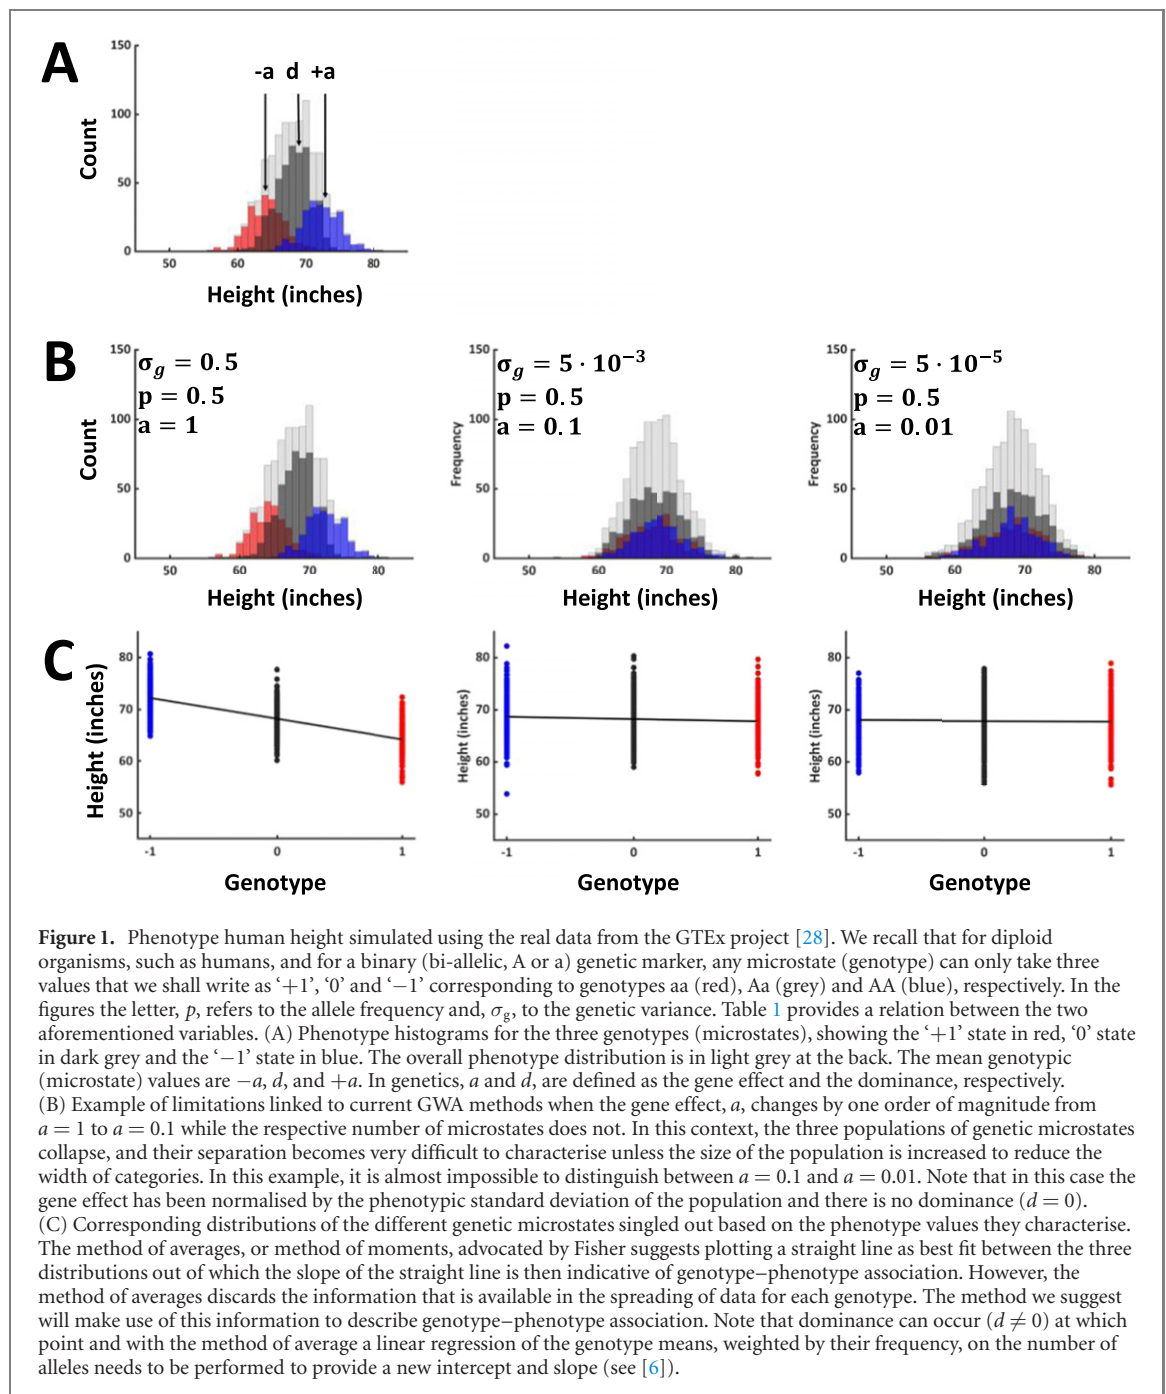 A
150
100
50
0
Count
-a d +a
50 60 70 80
Height (inches)
B
150
100
50
0
Count
σg = 0.5
p = 0.5
a = 1
50 60 70 80
Height (inches)
150
100
50
0
Frequency
σg = 5 · 10⁻³
p = 0.5
a = 0.1
50 60 70 80
Height (inches)
150
100
50
0
Frequency
σg = 5 · 10⁻⁵
p = 0.5
a = 0.01
50 60 70 80
Height (inches)
C
80
70
60
50
Height (inches)
-1 0 1
Genotype
80
70
60
50
Height (inches)
-1 0 1
Genotype
80
70
60
50
Height (inches)
-1 0 1
Genotype
Figure 1. Phenotype human height simulated using the real data from the GTEx project [28]. We recall that for diploid
organisms, such as humans, and for a binary (bi-allelic, A or a) genetic marker, any microstate (genotype) can only take three
values that we shall write as ‘+1’, ‘0’ and ‘−1’ corresponding to genotypes aa (red), Aa (grey) and AA (blue), respectively. In the
figures the letter, p, refers to the allele frequency and, σg, to the genetic variance. Table 1 provides a relation between the two
aforementioned variables. (A) Phenotype histograms for the three genotypes (microstates), showing the ‘+1’ state in red, ‘0’ state
in dark grey and the ‘−1’ state in blue. The overall phenotype distribution is in light grey at the back. The mean genotypic
(microstate) values are −a, d, and +a. In genetics, a and d, are defined as the gene effect and the dominance, respectively.
(B) Example of limitations linked to current GWA methods when the gene effect, a, changes by one order of magnitude from
a = 1 to a = 0.1 while the respective number of microstates does not. In this context, the three populations of genetic microstates
collapse, and their separation becomes very difficult to characterise unless the size of the population is increased to reduce the
width of categories. In this example, it is almost impossible to distinguish between a = 0.1 and a = 0.01. Note that in this case the
gene effect has been normalised by the phenotypic standard deviation of the population and there is no dominance (d = 0).
(C) Corresponding distributions of the different genetic microstates singled out based on the phenotype values they characterise.
The method of averages, or method of moments, advocated by Fisher suggests plotting a straight line as best fit between the three
distributions out of which the slope of the straight line is then indicative of genotype–phenotype association. However, the
method of averages discards the information that is available in the spreading of data for each genotype. The method we suggest
will make use of this information to describe genotype–phenotype association. Note that dominance can occur (d ≠ 0) at which
point and with the method of average a linear regression of the genotype means, weighted by their frequency, on the number of
alleles needs to be performed to provide a new intercept and slope (see [6]).